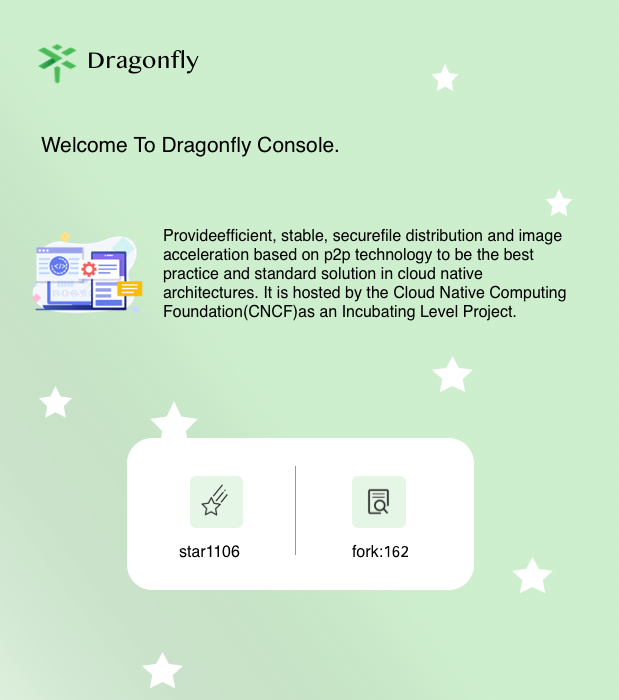 Dragonfly
Welcome To Dragonfly Console.
Provideefficient, stable, securefile distribution and image
acceleration based on p2p technology to be the best
practice and standard solution in cloud native
architectures. It is hosted by the Cloud Native Computing
Foundation(CNCF)as an Incubating Level Project.
star1106
fork:162